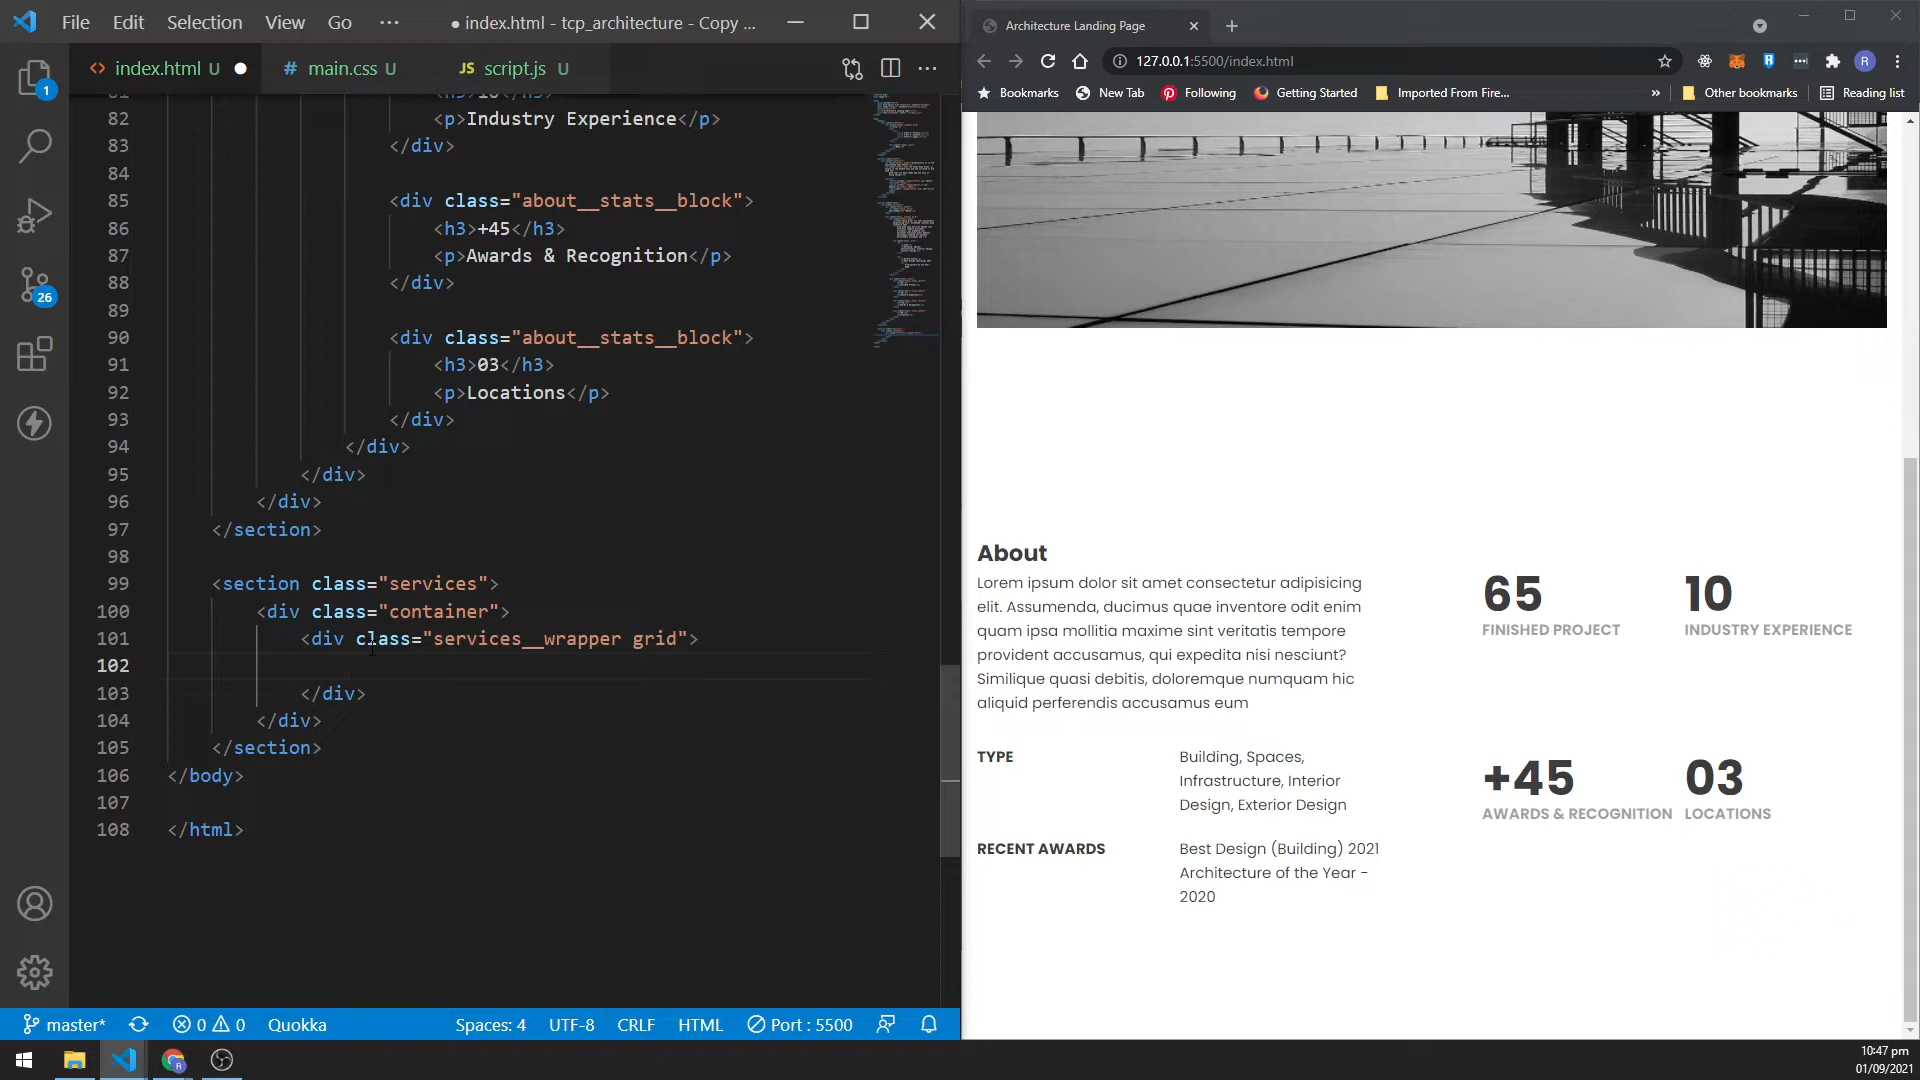 File Edit Selection View Go ··· ● index.html - tcp_architecture - Copy ...
index.html U ● # main.css U JS script.js U ···
1
26
82 <p>Industry Experience</p>
83 </div>
84
85 <div class="about__stats__block">
86 <h3>+45</h3>
87 <p>Awards & Recognition</p>
88 </div>
89
90 <div class="about__stats__block">
91 <h3>03</h3>
92 <p>Locations</p>
93 </div>
94 </div>
95 </div>
96 </div>
97 </section>
98
99 <section class="services">
100 <div class="container">
101 <div class="services__wrapper grid">
102
103 </div>
104 </div>
105 </section>
106 </body>
107
108 </html>
master* 0 0 Quokka Spaces: 4 UTF-8 CRLF HTML Port : 5500
Architecture Landing Page
127.0.0.1:5500/index.html R
Bookmarks New Tab Following Getting Started Imported From Fire... » Other bookmarks Reading list
About
Lorem ipsum dolor sit amet consectetur adipisicing
elit. Assumenda, ducimus quae inventore odit enim
quam ipsa mollitia maxime sint veritatis tempore
provident accusamus, qui expedita nisi nesciunt?
Similique quasi debitis, doloremque numquam hic
aliquid perferendis accusamus eum
TYPE
Building, Spaces,
Infrastructure, Interior
Design, Exterior Design
RECENT AWARDS
Best Design (Building) 2021
Architecture of the Year -
2020
65
FINISHED PROJECT
10
INDUSTRY EXPERIENCE
+45
AWARDS & RECOGNITION
03
LOCATIONS
10:47 pm
01/09/2021